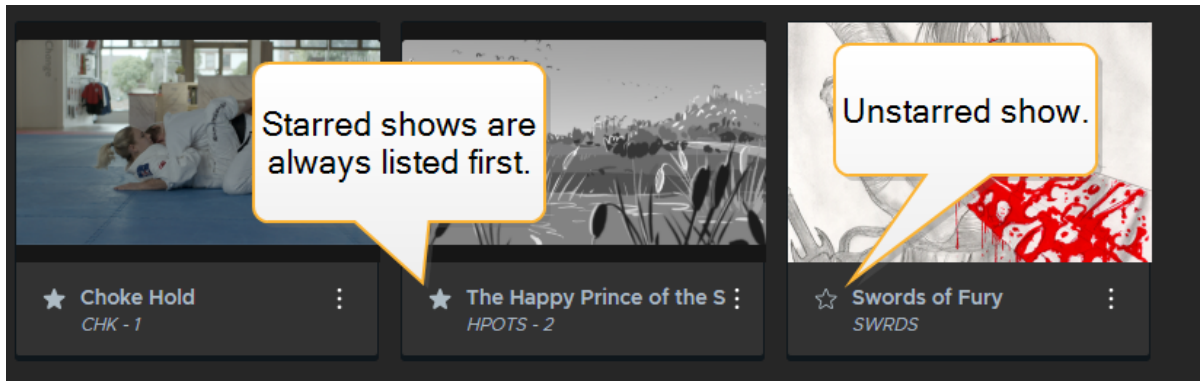 Starred shows are
always listed first.
Unstarred show.
Choke Hold
CHK - 1
The Happy Prince of the S
HPOTS - 2
Swords of Fury
SWRDS